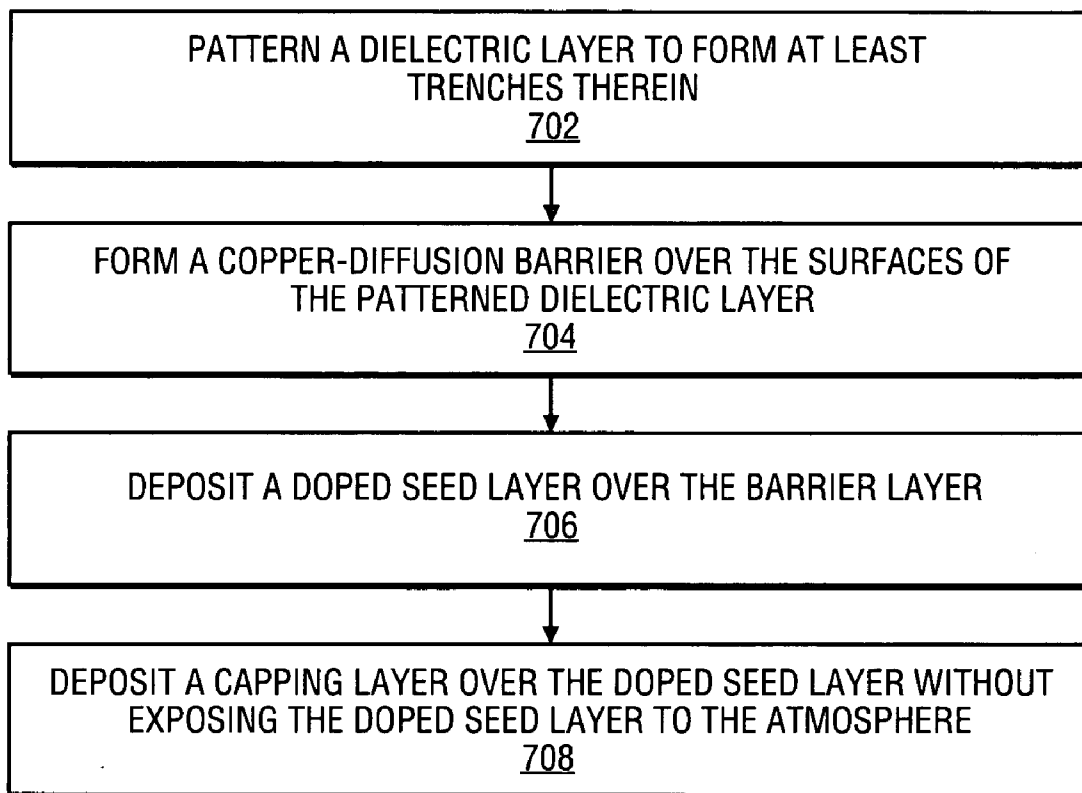 PATTERN A DIELECTRIC LAYER TO FORM AT LEAST
TRENCHES THEREIN
702
FORM A COPPER-DIFFUSION BARRIER OVER THE SURFACES OF
THE PATTERNED DIELECTRIC LAYER
704
DEPOSIT A DOPED SEED LAYER OVER THE BARRIER LAYER
706
DEPOSIT A CAPPING LAYER OVER THE DOPED SEED LAYER WITHOUT
EXPOSING THE DOPED SEED LAYER TO THE ATMOSPHERE
708